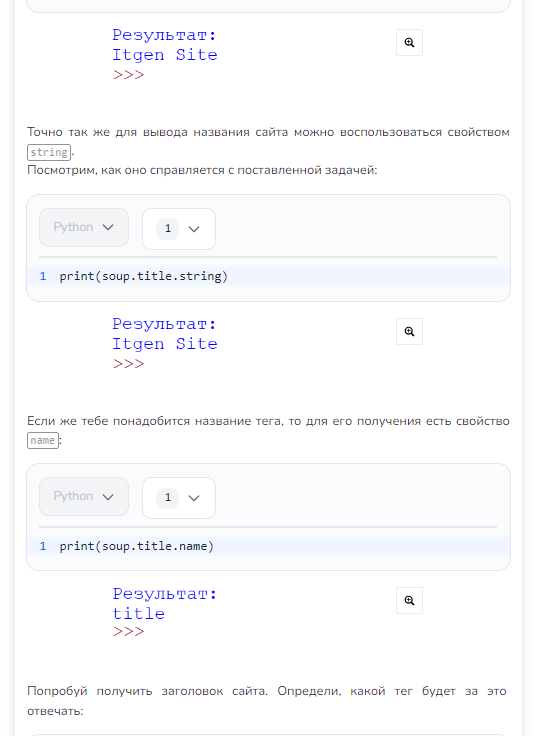 Результат:
Itgen Site
>>>
Точно так же для вывода названия сайта можно воспользоваться свойством
string.
Посмотрим, как оно справляется с поставленной задачей:
Python 1
1 print(soup.title.string)
Результат:
Itgen Site
>>>
Если же тебе понадобится название тега, то для его получения есть свойство
name:
Python 1
1 print(soup.title.name)
Результат:
title
>>>
Попробуй получить заголовок сайта. Определи, какой тег будет за это
отвечать: